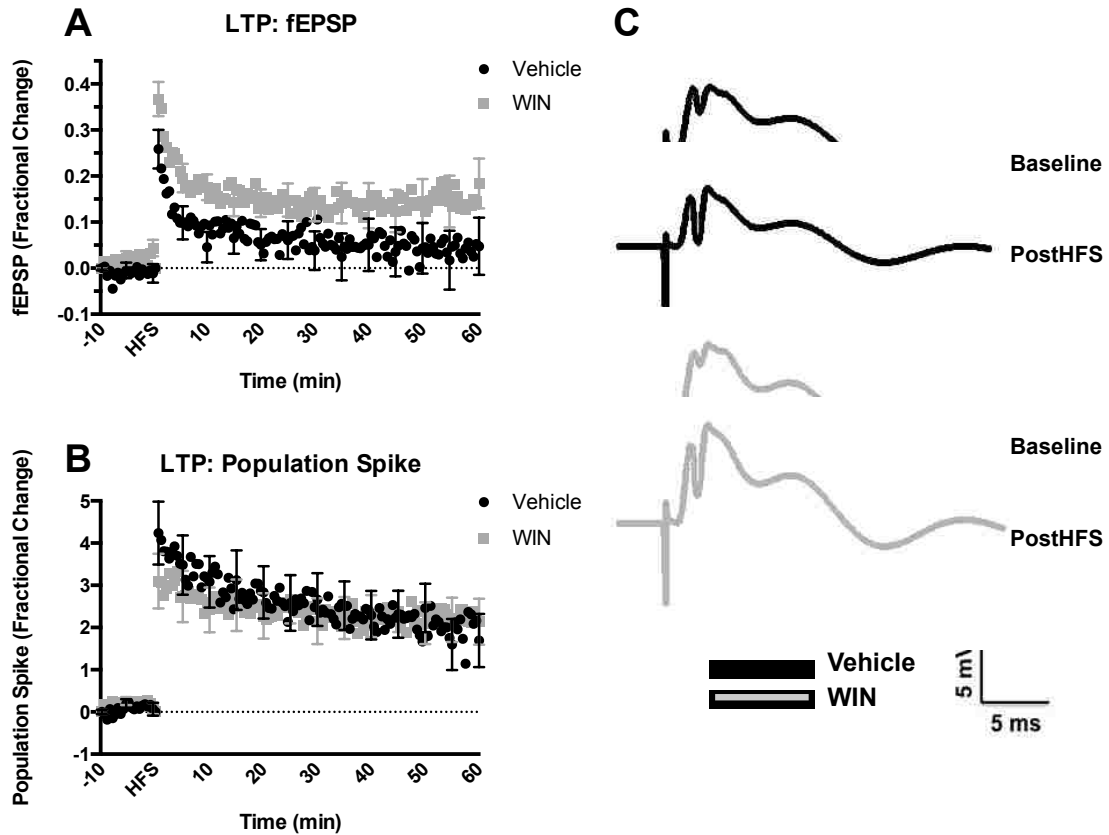 A
LTP: fEPSP
fEPSP (Fractional Change)
0.4
0.3
0.2
0.1
0.0
-0.1
-10
HFS
10
20
30
40
50
60
Time (min)
Vehicle
WIN
B
LTP: Population Spike
Population Spike (Fractional Change)
5
4
3
2
1
0
-1
-10
HFS
10
20
30
40
50
60
Time (min)
Vehicle
WIN
C
Baseline
PostHFS
Baseline
PostHFS
Vehicle
WIN
5 mV
5 ms